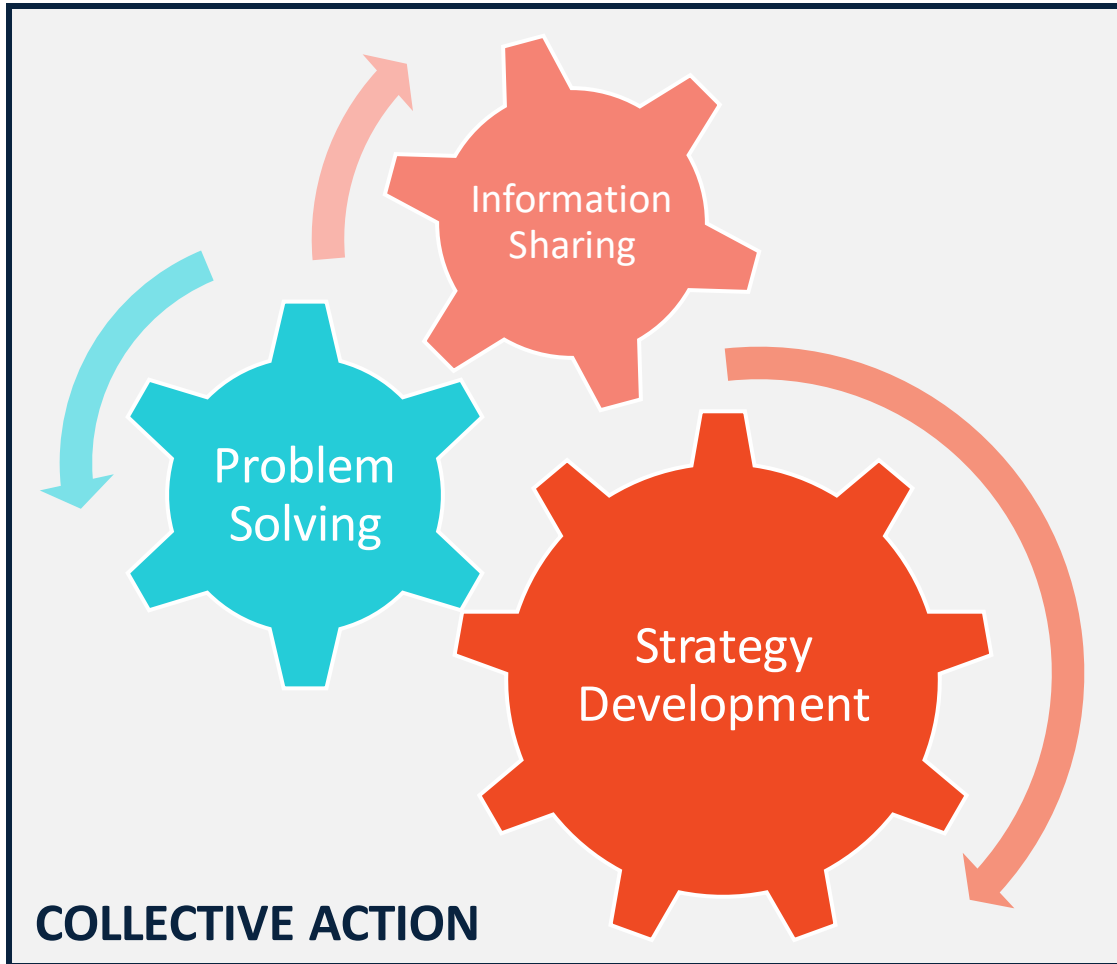 Information
Sharing
Problem
Solving
Strategy
Development
COLLECTIVE ACTION